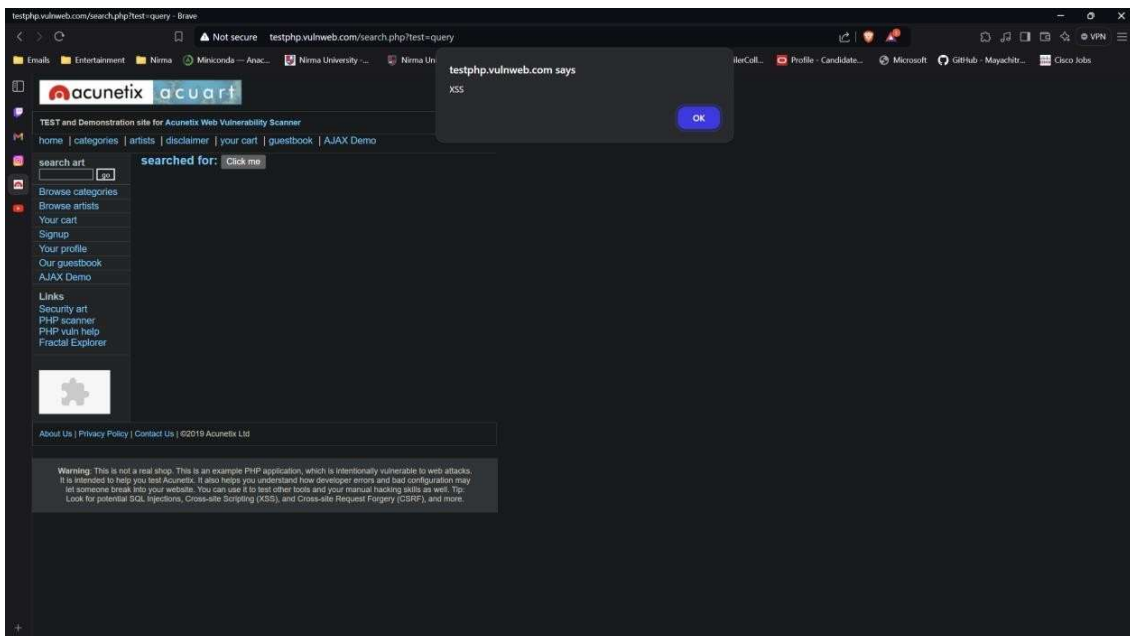 testphp.vulnweb.com/search.php?test=query - Brave
Not secure testphp.vulnweb.com/search.php?test=query
VPN
Emails Entertainment Nirma Miniconda — Anac... Nirma University -... Nirma Un
Profile - Candidate... Microsoft GitHub - Mayachitr... Cisco Jobs
testphp.vulnweb.com says
XSS
OK
acunetix acuart
TEST and Demonstration site for Acunetix Web Vulnerability Scanner
home | categories | artists | disclaimer | your cart | guestbook | AJAX Demo
search art
go
searched for: Click me
Browse categories
Browse artists
Your cart
Signup
Your profile
Our guestbook
AJAX Demo
Links
Security art
PHP scanner
PHP vuln help
Fractal Explorer
About Us | Privacy Policy | Contact Us | ©2019 Acunetix Ltd
Warning: This is not a real shop. This is an example PHP application, which is intentionally vulnerable to web attacks.
It is intended to help you test Acunetix. It also helps you understand how developer errors and bad configuration may
let someone break into your website. You can use it to test other tools and your manual hacking skills as well. Tip:
Look for potential SQL Injections, Cross-site Scripting (XSS), and Cross-site Request Forgery (CSRF), and more.